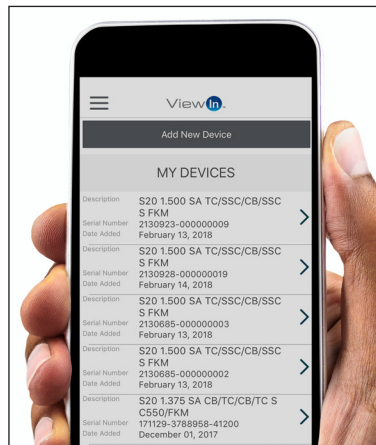 ViewIn.
Add New Device
MY DEVICES
Description S20 1.500 SA TC/SSC/CB/SSC
S FKM
Serial Number 2130923-000000009
Date Added February 13, 2018
Description S20 1.500 SA TC/SSC/CB/SSC
S FKM
Serial Number 2130928-000000019
Date Added February 14, 2018
Description S20 1.500 SA TC/SSC/CB/SSC
S FKM
Serial Number 2130685-000000003
Date Added February 13, 2018
Description S20 1.500 SA TC/SSC/CB/SSC
S FKM
Serial Number 2130685-000000002
Date Added February 13, 2018
Description S20 1.375 SA CB/TC/CB/TC S
C550/FKM
Serial Number 171129-3788958-41200
Date Added December 01, 2017